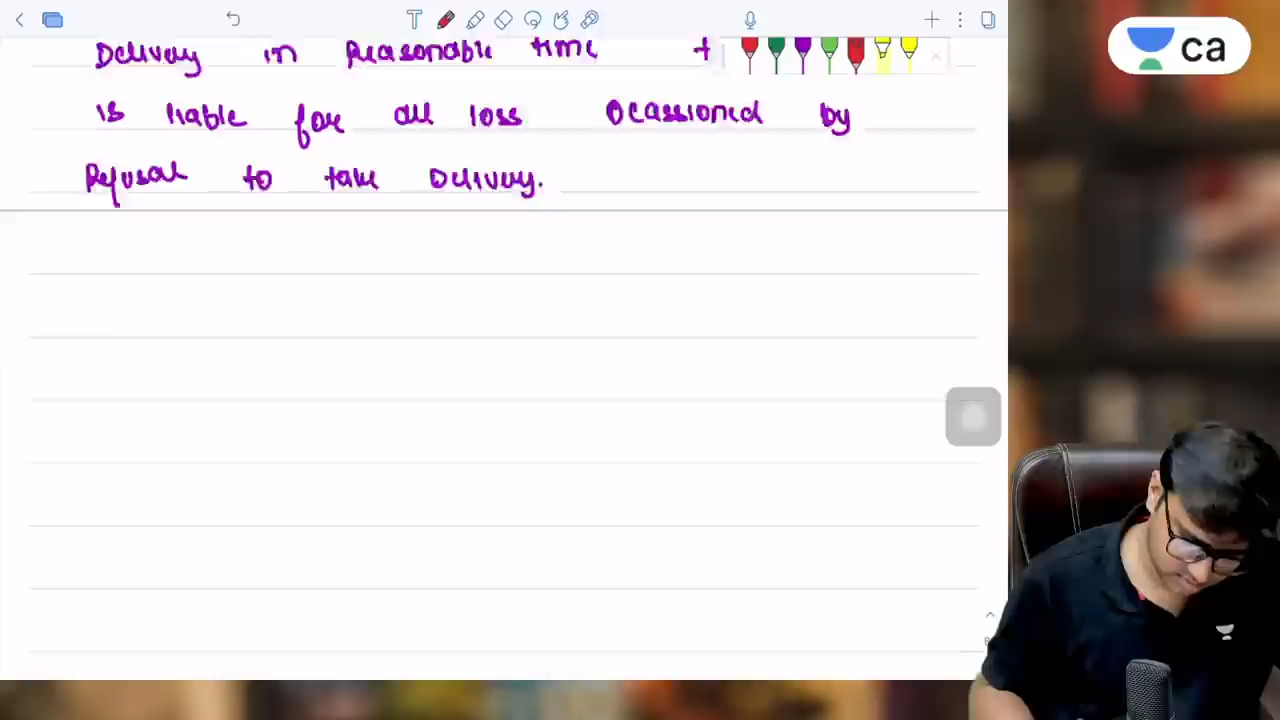 Delivery in Reasonable time +
is liable for all loss Ocassioned by
Refusal to take Delivery.
ca